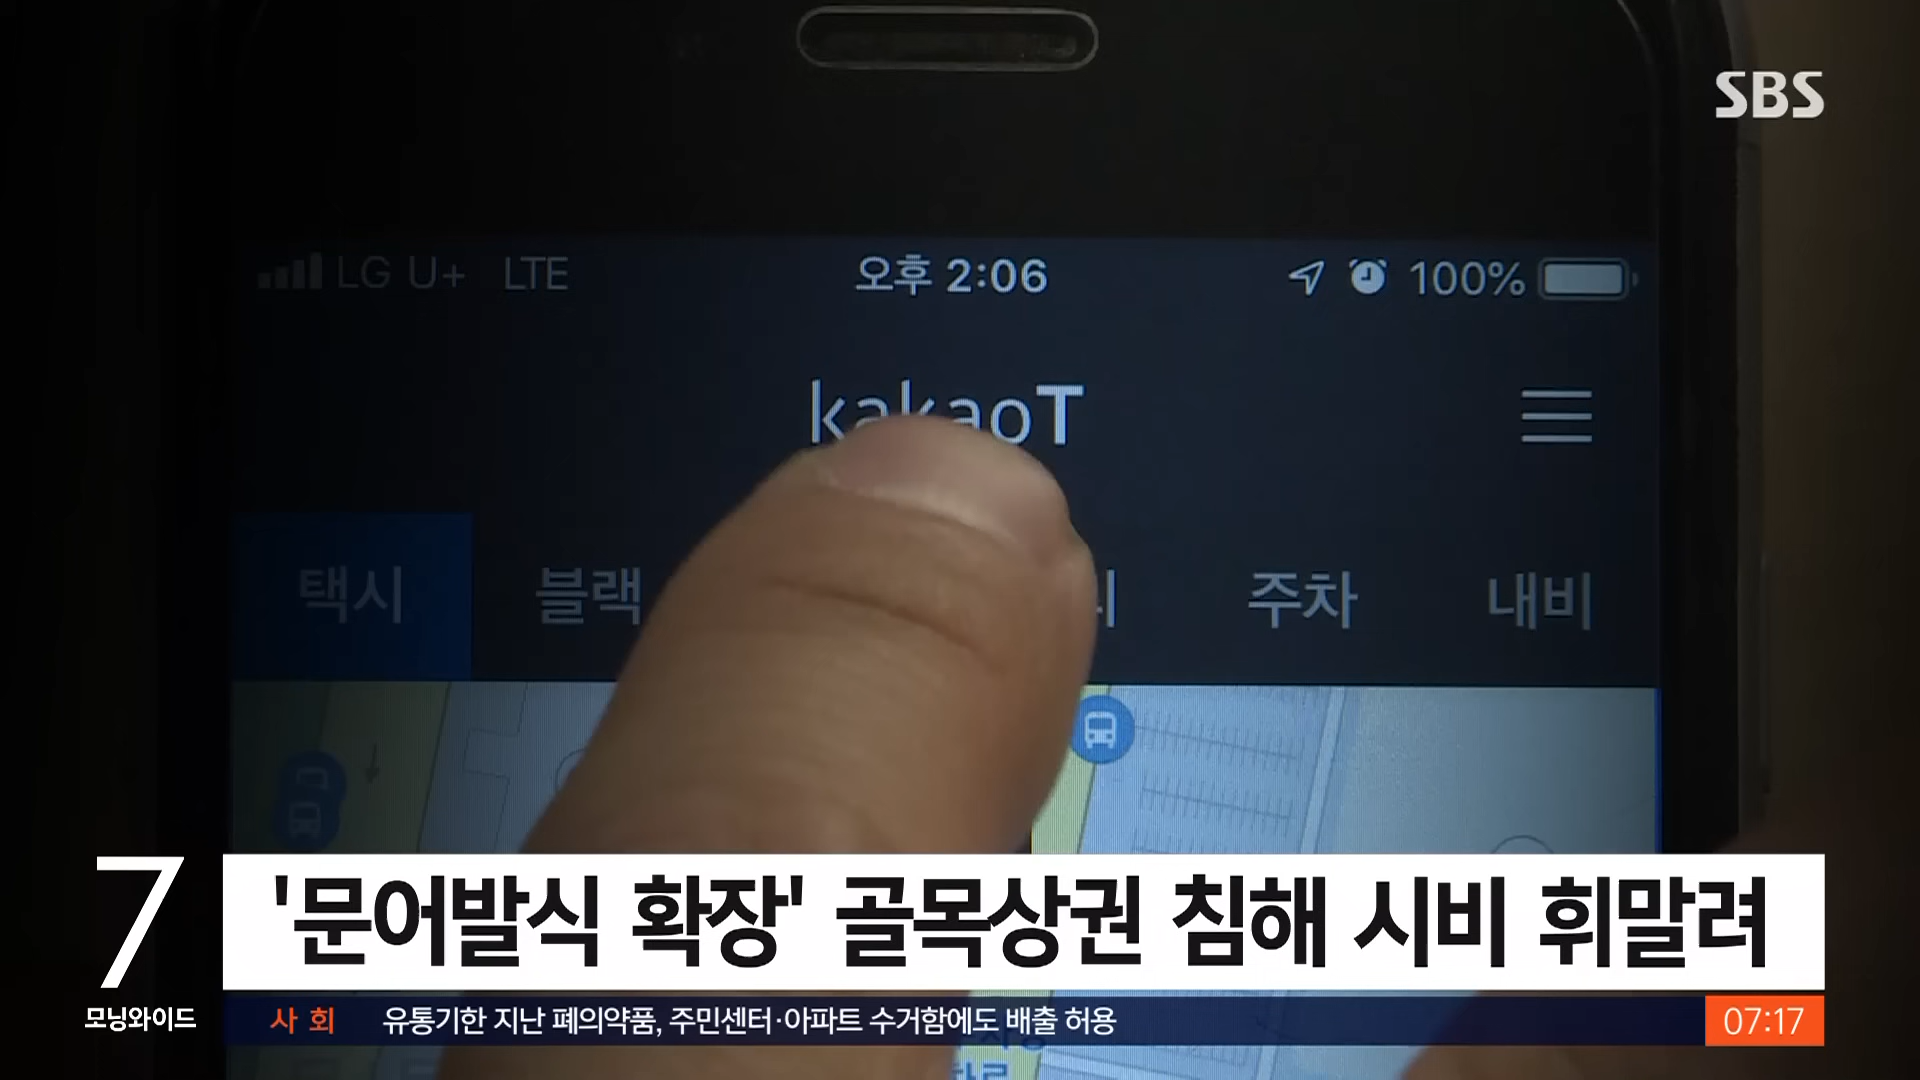 SBS
LG U+ LTE 오후 2:06 100%
kakaoT
택시 블랙 주차 내비
'문어발식 확장' 골목상권 침해 시비 휘말려
7
모닝와이드
사회 유통기한 지난 폐의약품, 주민센터·아파트 수거함에도 배출 허용 07:17